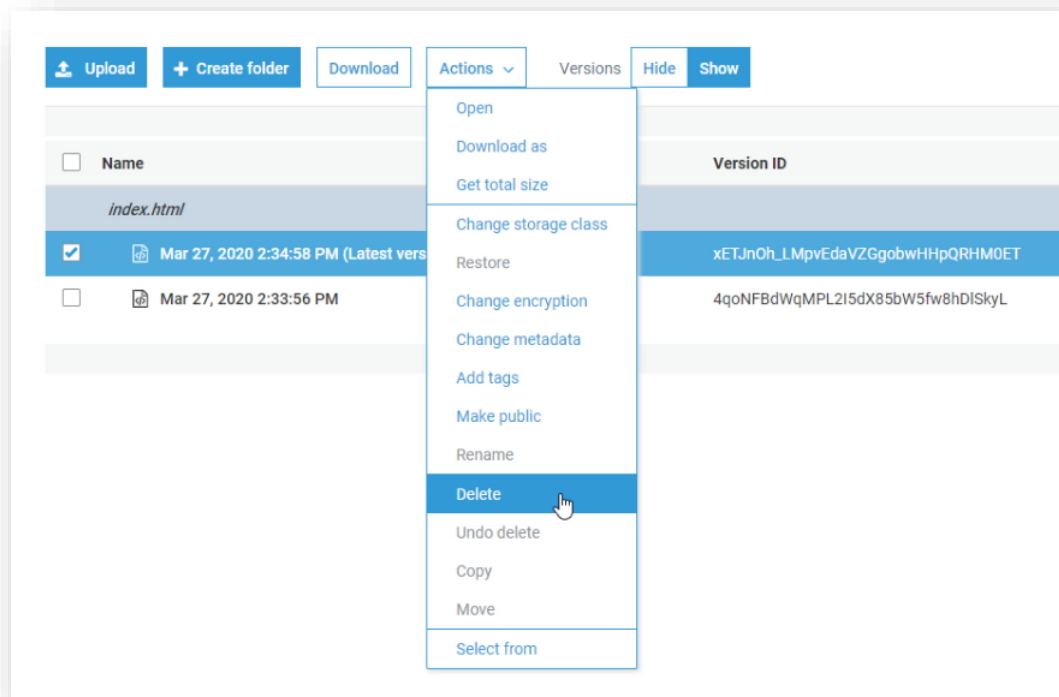 Upload Create folder Download Actions Versions Hide Show
Open
Download as
Get total size
Change storage class
Restore
Change encryption
Change metadata
Add tags
Make public
Rename
Delete
Undo delete
Copy
Move
Select from
Name Version ID
index.html
Mar 27, 2020 2:34:58 PM (Latest vers xETJnOh_LMpvEdaVZGgobwHHpQRHM0ET
Mar 27, 2020 2:33:56 PM 4qoNFBdWqMPL2I5dX85bW5fw8hDlSkyL